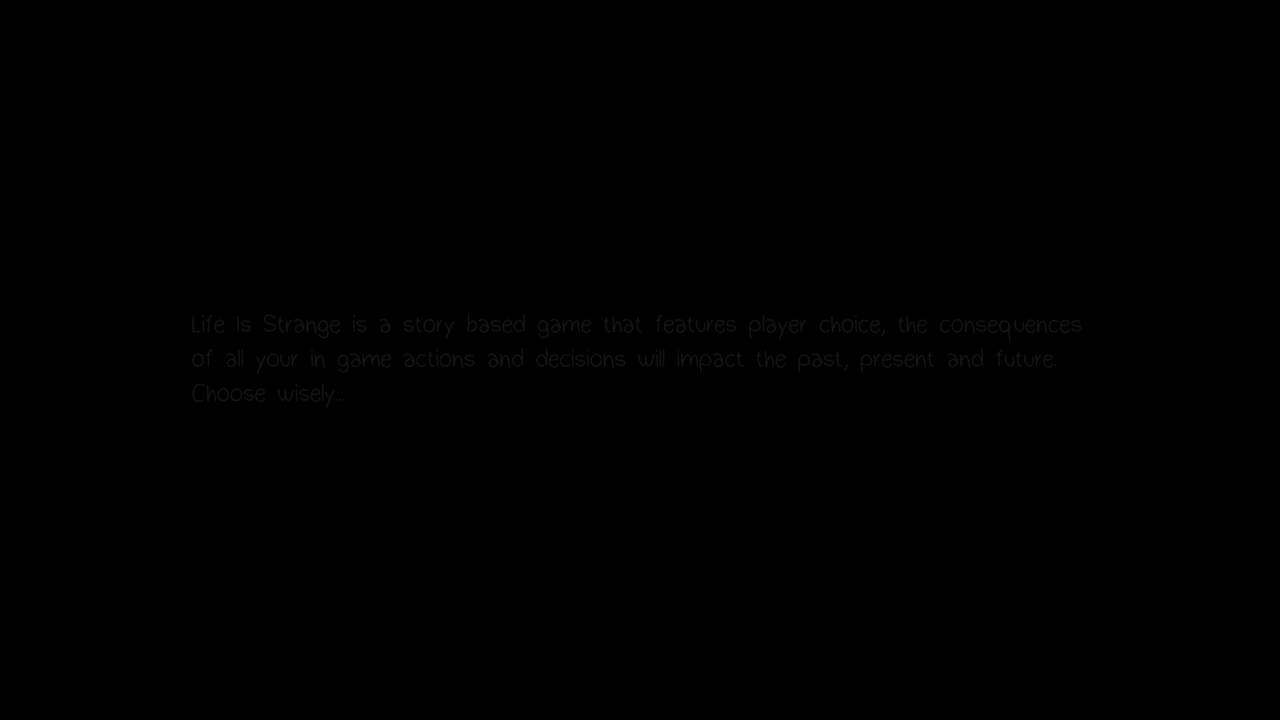 Life Is Strange is a story based game that features player choice, the consequences
of all your in game actions and decisions will impact the past, present and future.
Choose wisely...